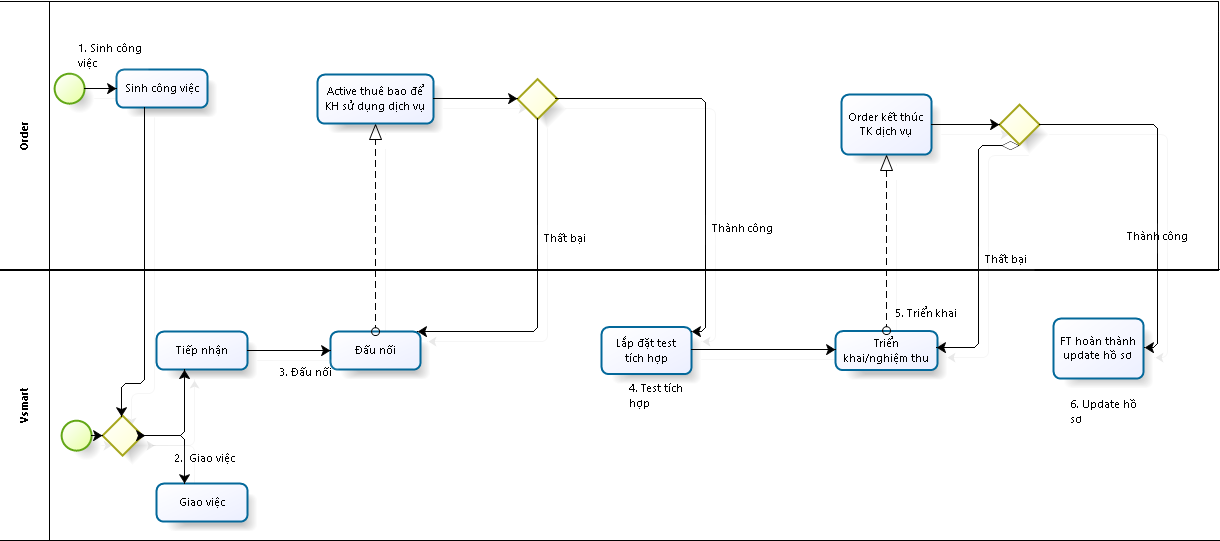 Order
1. Sinh công
việc
Sinh công việc
Active thuê bao để
KH sử dụng dịch vụ
Order kết thúc
TK dịch vụ
Thất bại
Thành công
Thất bại
Thành công
Vsmart
Tiếp nhận
3. Đấu nối
Đấu nối
Lắp đặt test
tích hợp
4. Test tích
hợp
5. Triển khai
Triển
khai/nghiệm thu
FT hoàn thành
update hồ sơ
6. Update hồ
sơ
2. Giao việc
Giao việc